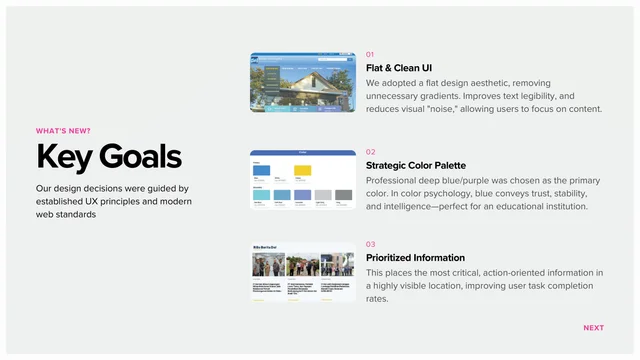 WHAT'S NEW?
Key Goals
Our design decisions were guided by
established UX principles and modern
web standards
01
Flat & Clean UI
We adopted a flat design aesthetic, removing
unnecessary gradients. Improves text legibility, and
reduces visual "noise," allowing users to focus on content.
02
Strategic Color Palette
Professional deep blue/purple was chosen as the primary
color. In color psychology, blue conveys trust, stability,
and intelligence—perfect for an educational institution.
Rilis Berita Dari
03
Prioritized Information
This places the most critical, action-oriented information in
a highly visible location, improving user task completion
rates.
NEXT